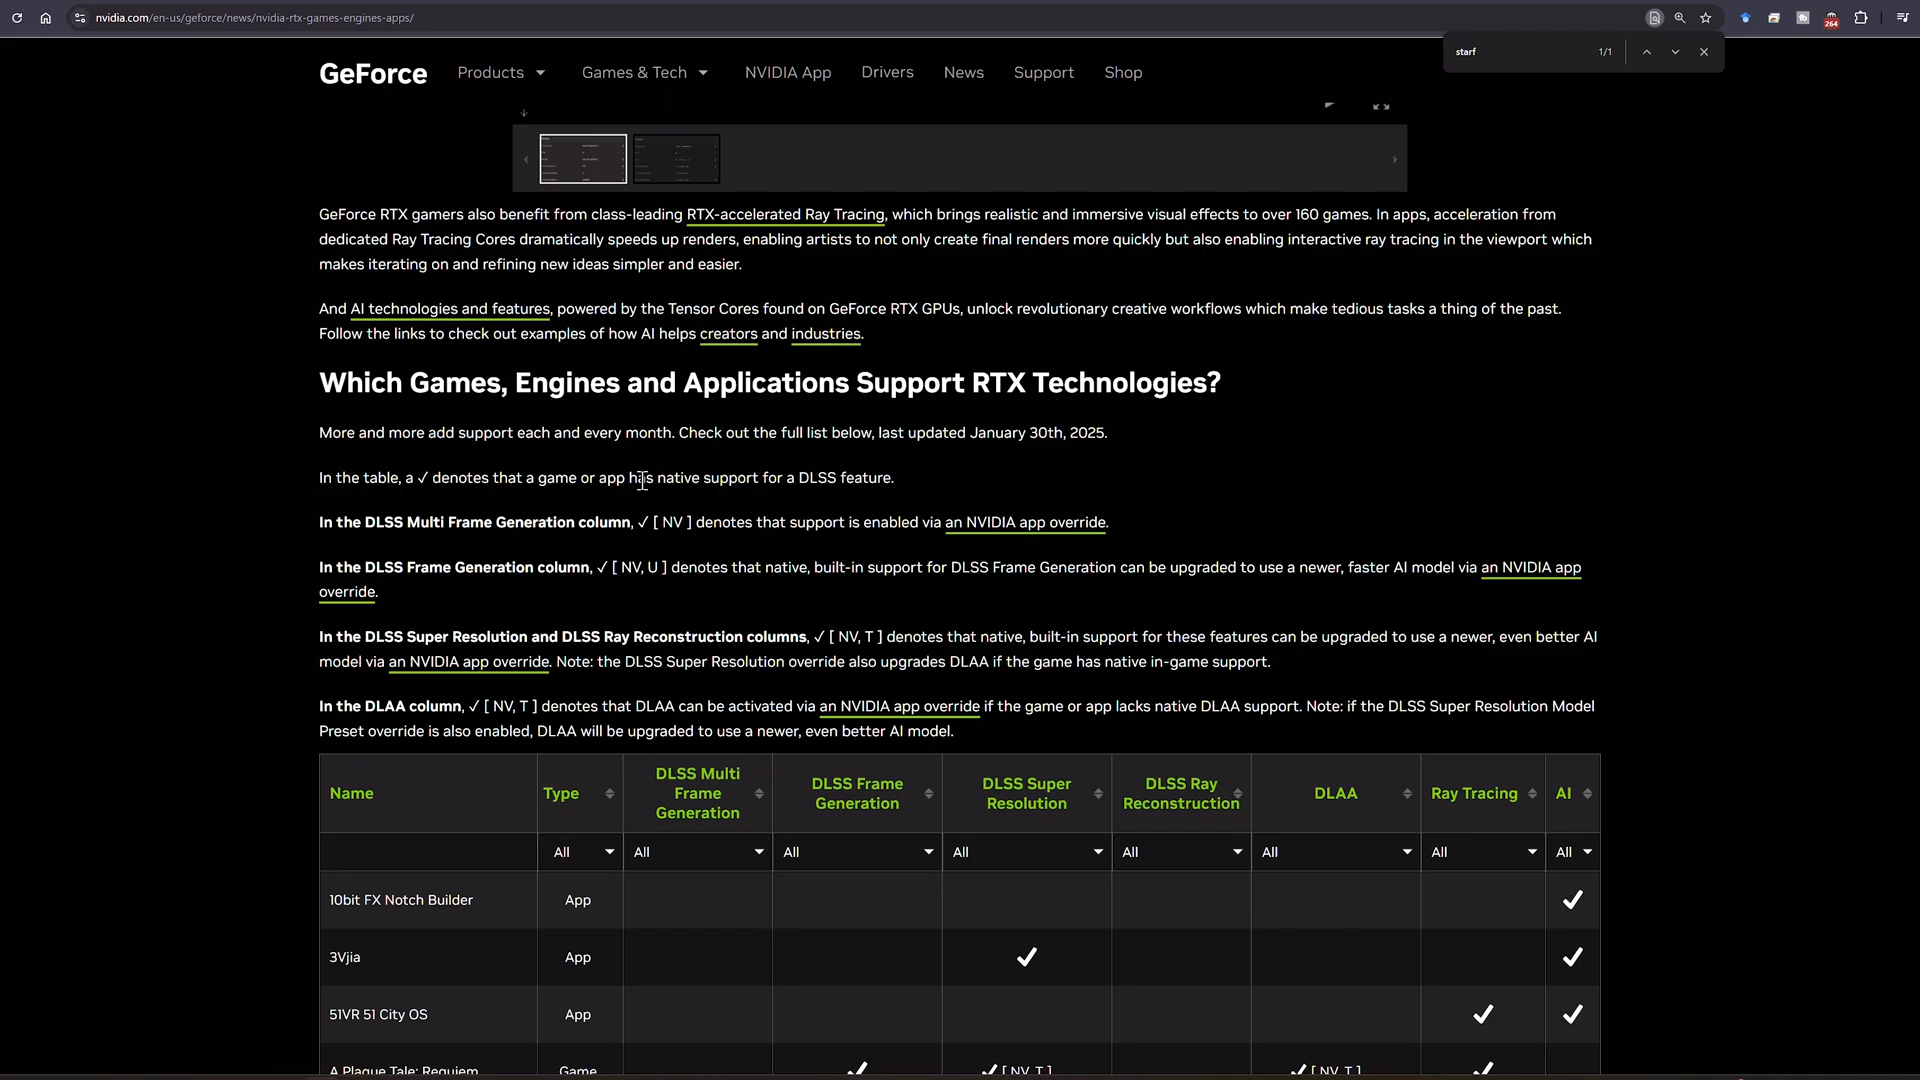 nvidia.com/en-us/geforce/news/nvidia-rtx-games-engines-apps/
264
starf 1/1
GeForce Products Games & Tech NVIDIA App Drivers News Support Shop
GeForce RTX gamers also benefit from class-leading RTX-accelerated Ray Tracing, which brings realistic and immersive visual effects to over 160 games. In apps, acceleration from
dedicated Ray Tracing Cores dramatically speeds up renders, enabling artists to not only create final renders more quickly but also enabling interactive ray tracing in the viewport which
makes iterating on and refining new ideas simpler and easier.
And AI technologies and features, powered by the Tensor Cores found on GeForce RTX GPUs, unlock revolutionary creative workflows which make tedious tasks a thing of the past.
Follow the links to check out examples of how AI helps creators and industries.
Which Games, Engines and Applications Support RTX Technologies?
More and more add support each and every month. Check out the full list below, last updated January 30th, 2025.
In the table, a ✓ denotes that a game or app has native support for a DLSS feature.
In the DLSS Multi Frame Generation column, ✓ [ NV ] denotes that support is enabled via an NVIDIA app override.
In the DLSS Frame Generation column, ✓ [ NV, U ] denotes that native, built-in support for DLSS Frame Generation can be upgraded to use a newer, faster AI model via an NVIDIA app
override.
In the DLSS Super Resolution and DLSS Ray Reconstruction columns, ✓ [ NV, T ] denotes that native, built-in support for these features can be upgraded to use a newer, even better AI
model via an NVIDIA app override. Note: the DLSS Super Resolution override also upgrades DLAA if the game has native in-game support.
In the DLAA column, ✓ [ NV, T ] denotes that DLAA can be activated via an NVIDIA app override if the game or app lacks native DLAA support. Note: if the DLSS Super Resolution Model
Preset override is also enabled, DLAA will be upgraded to use a newer, even better AI model.
Name Type DLSS Multi Frame Generation DLSS Frame Generation DLSS Super Resolution DLSS Ray Reconstruction DLAA Ray Tracing AI
All All All All All All All All
10bit FX Notch Builder App ✓
3Vjia App ✓ ✓
51VR 51 City OS App ✓ ✓
A Plague Tale: Requiem Game ✓ ✓ [ NV, T ] ✓ [ NV, T ] ✓